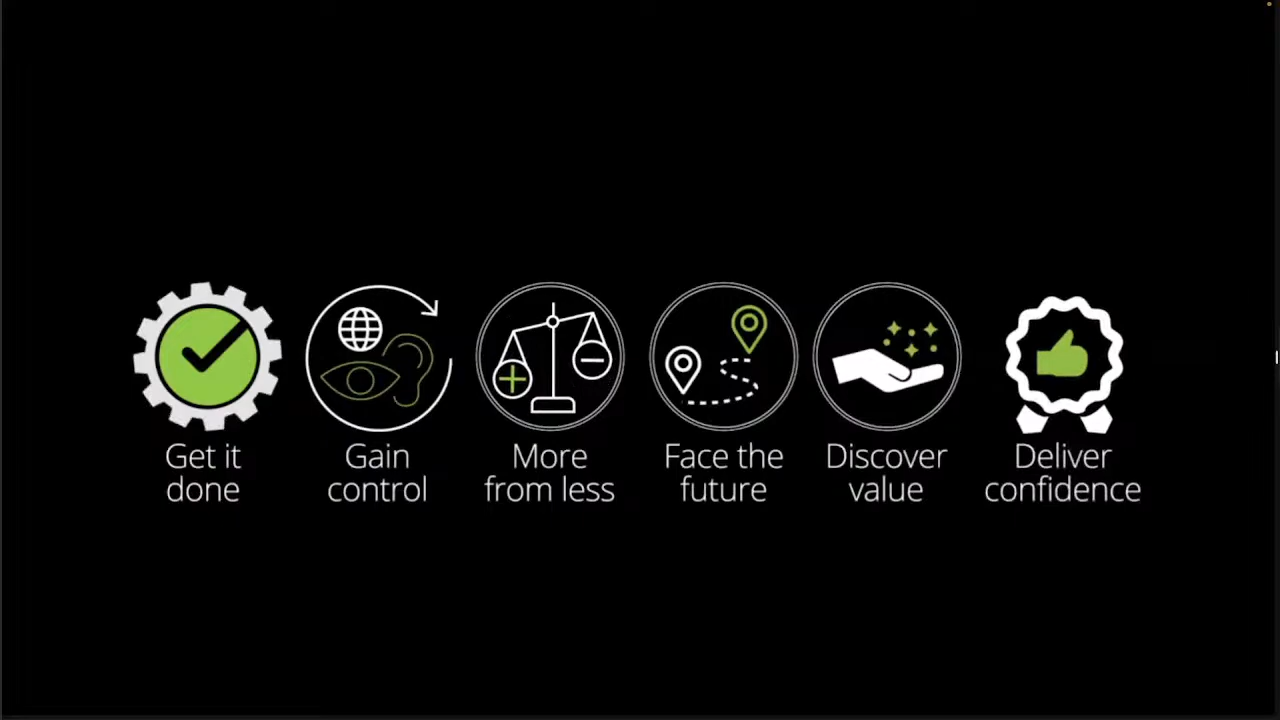 Get it
done
Gain
control
More
from less
Face the
future
Discover
value
Deliver
confidence